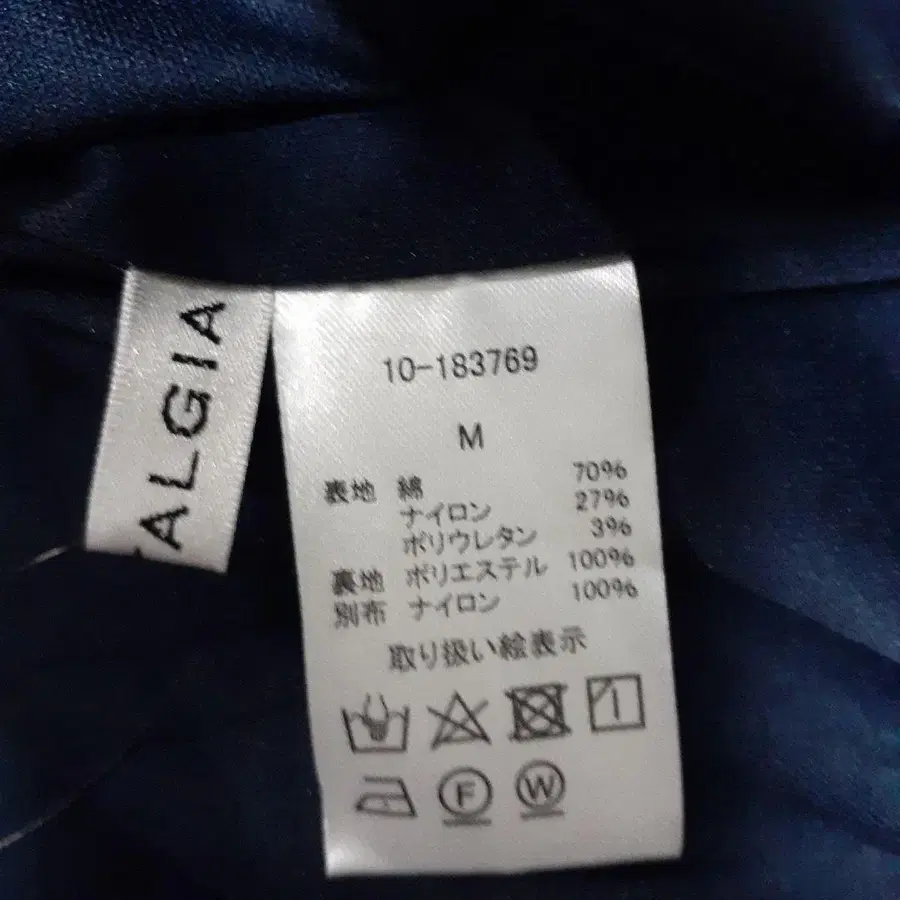 ALGIA
10-183769
M
表地 綿 70%
ナイロン 27%
ポリウレタン 3%
裏地 ポリエステル 100%
別布 ナイロン 100%
取り扱い絵表示
F W